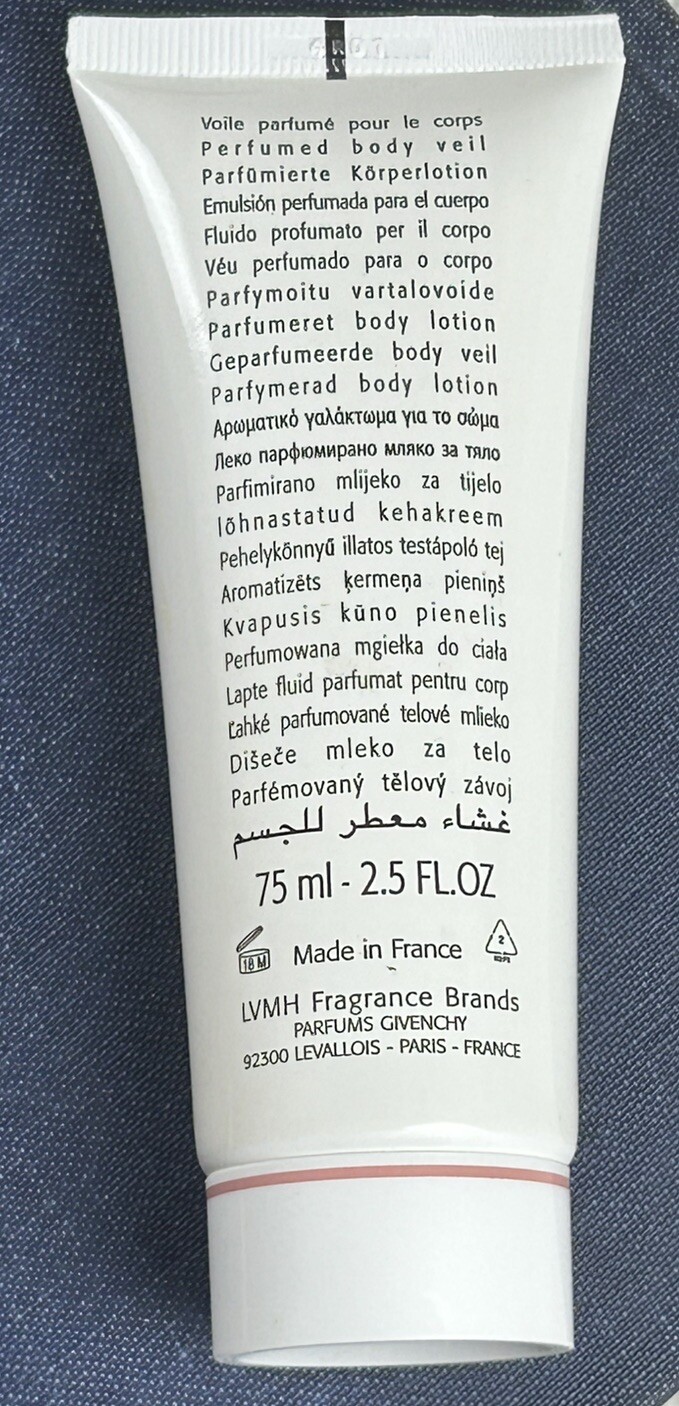 Voile parfumé pour le corps
Perfumed body veil
Parfümierte Körperlotion
Emulsión perfumada para el cuerpo
Fluido profumato per il corpo
Véu perfumado para o corpo
Parfymoitu vartalovoide
Parfumeret body lotion
Geparfumeerde body veil
Parfymerad body lotion
Αρωματικό γαλάκτωμα για το σώμα
Леко парфюмирано мляко за тяло
Parfimirano mlijeko za tijelo
lõhnastatud kehakreem
Pehelykönnyű illatos testápoló tej
Aromatizēts ķermeņa pieniņš
Kvapusis kūno pienelis
Perfumowana mgiełka do ciała
Lapte fluid parfumat pentru corp
Ľahké parfumované telové mlieko
Dišeče mleko za telo
Parfémovaný tělový závoj
غشاء معطر للجسم
75 ml - 2.5 FL.OZ
18 M Made in France 2
LVMH Fragrance Brands
PARFUMS GIVENCHY
92300 LEVALLOIS - PARIS - FRANCE